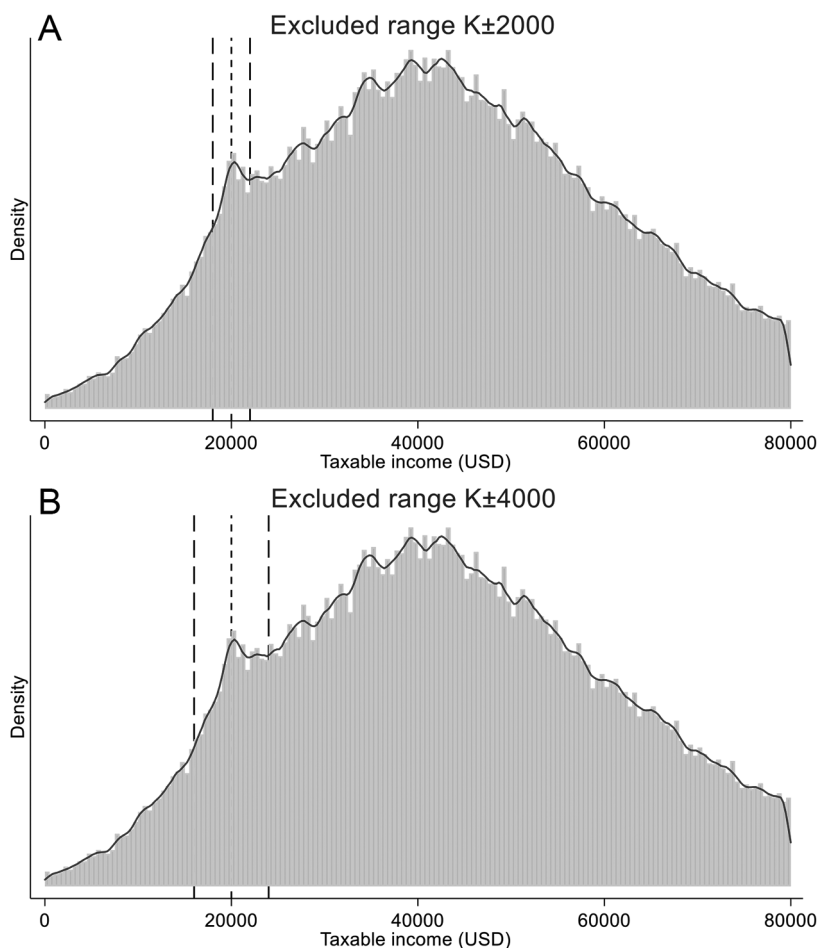 A
Excluded range K±2000
Density
0 20000 40000 60000 80000
Taxable income (USD)
B
Excluded range K±4000
Density
0 20000 40000 60000 80000
Taxable income (USD)